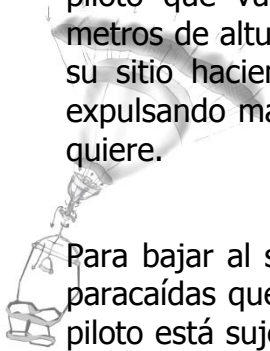 piloto que va
metros de altu
su sitio hacien
expulsando ma
quiere.
Para bajar al s
paracaídas que
piloto está suje